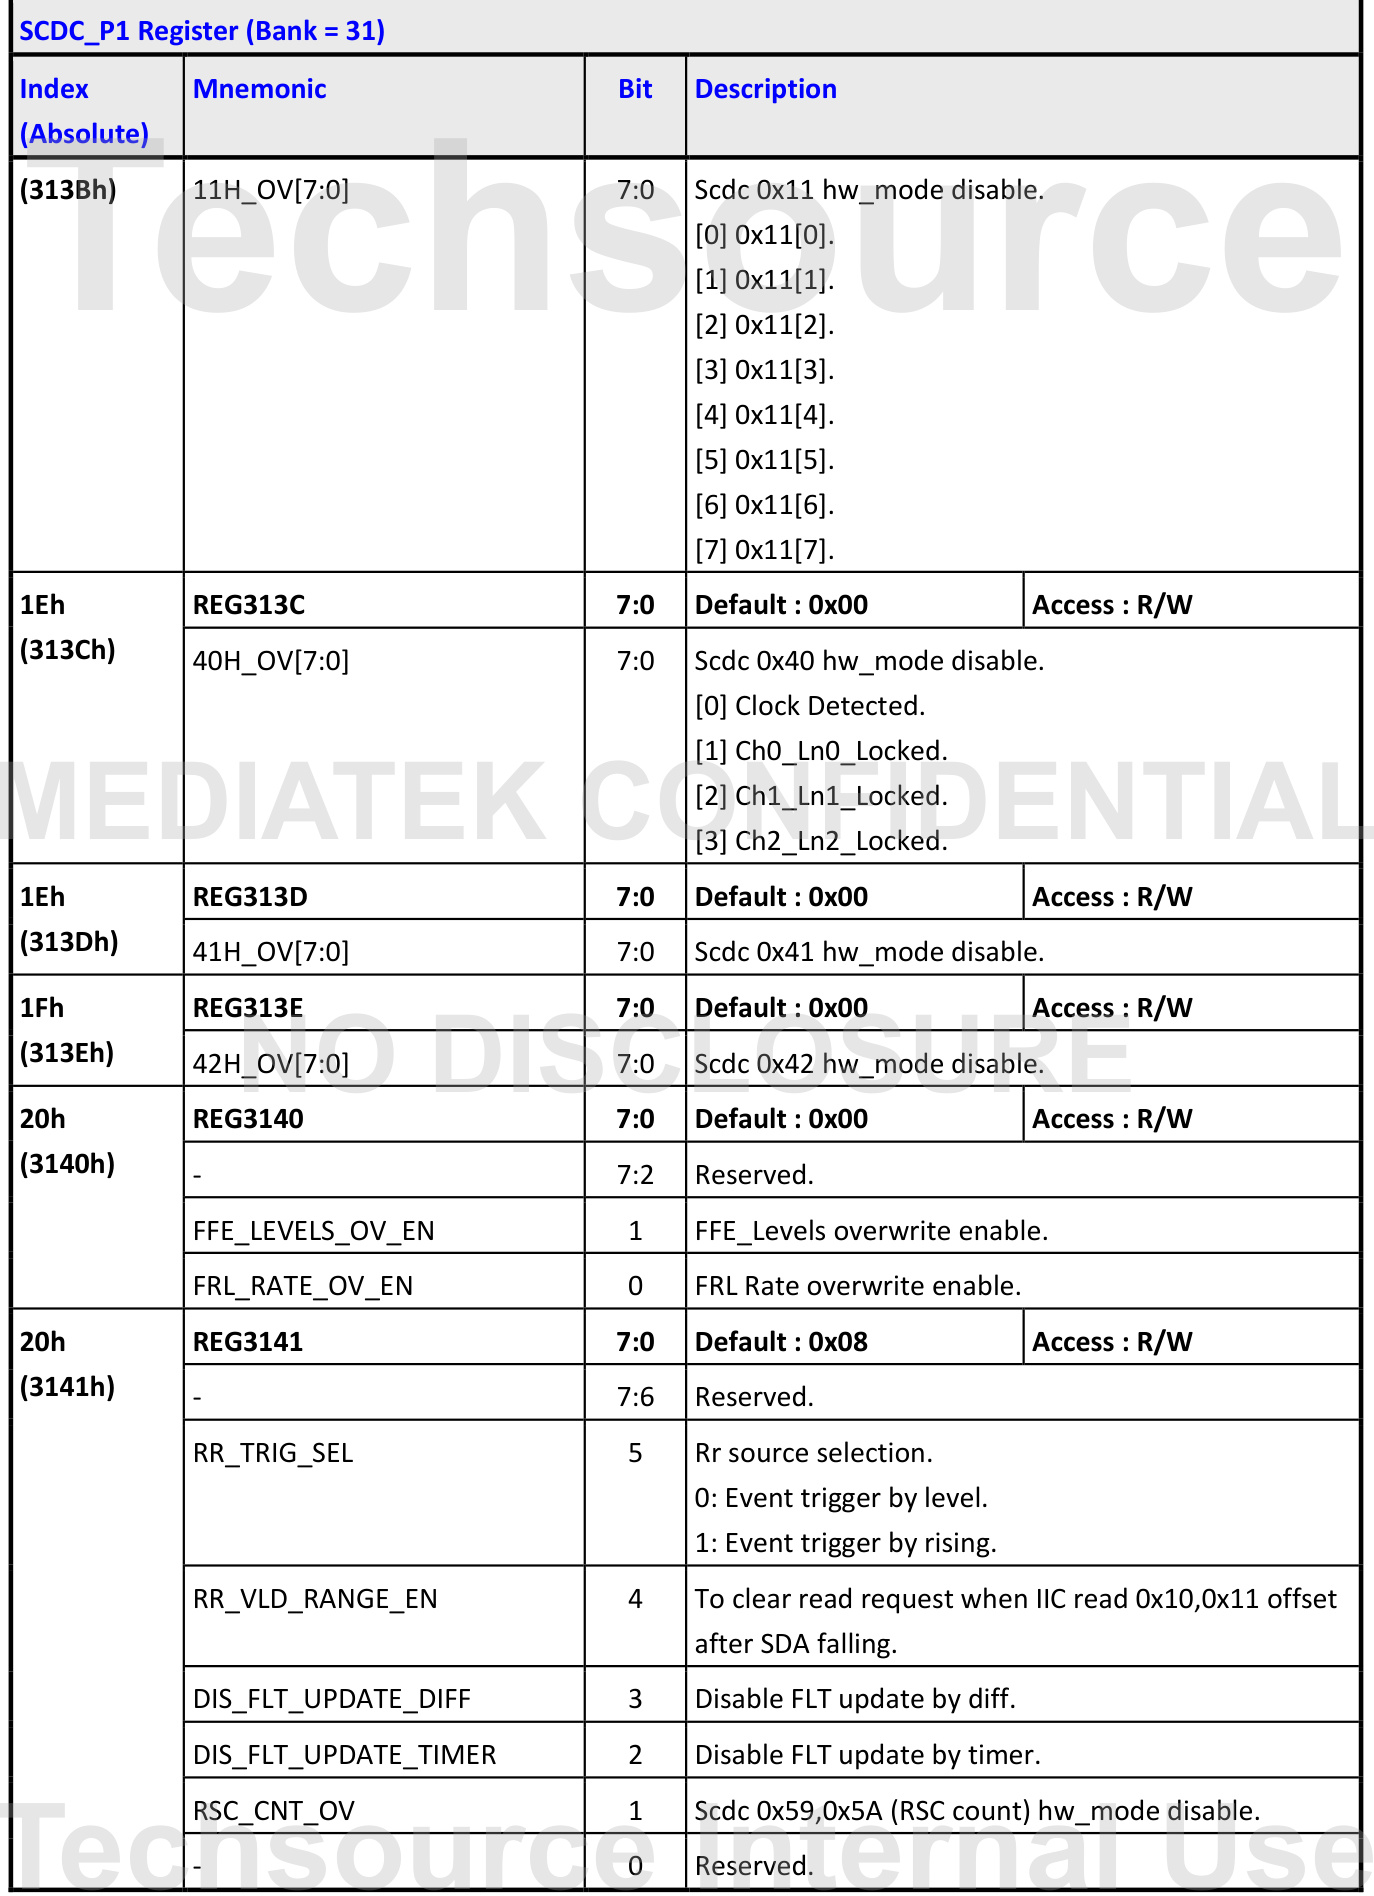 SCDC_P1 Register (Bank = 31)
Index (Absolute) Mnemonic Bit Description
(313Bh) 11H_OV[7:0] 7:0 Scdc 0x11 hw_mode disable.
[0] 0x11[0].
[1] 0x11[1].
[2] 0x11[2].
[3] 0x11[3].
[4] 0x11[4].
[5] 0x11[5].
[6] 0x11[6].
[7] 0x11[7].
Techsource
1Eh REG313C 7:0 Default : 0x00 Access : R/W
(313Ch) 40H_OV[7:0] 7:0 Scdc 0x40 hw_mode disable.
[0] Clock Detected.
[1] Ch0_Ln0_Locked.
[2] Ch1_Ln1_Locked.
[3] Ch2_Ln2_Locked.
MEDIATEK CONFIDENTIAL
1Eh REG313D 7:0 Default : 0x00 Access : R/W
(313Dh) 41H_OV[7:0] 7:0 Scdc 0x41 hw_mode disable.
1Fh REG313E 7:0 Default : 0x00 Access : R/W
(313Eh) 42H_OV[7:0] 7:0 Scdc 0x42 hw_mode disable.
NO DISCLOSURE
20h REG3140 7:0 Default : 0x00 Access : R/W
(3140h) - 7:2 Reserved.
FFE_LEVELS_OV_EN 1 FFE_Levels overwrite enable.
FRL_RATE_OV_EN 0 FRL Rate overwrite enable.
20h REG3141 7:0 Default : 0x08 Access : R/W
(3141h) - 7:6 Reserved.
RR_TRIG_SEL 5 Rr source selection.
0: Event trigger by level.
1: Event trigger by rising.
RR_VLD_RANGE_EN 4 To clear read request when IIC read 0x10,0x11 offset
after SDA falling.
DIS_FLT_UPDATE_DIFF 3 Disable FLT update by diff.
DIS_FLT_UPDATE_TIMER 2 Disable FLT update by timer.
RSC_CNT_OV 1 Scdc 0x59,0x5A (RSC count) hw_mode disable.
- 0 Reserved.
Techsource Internal Use